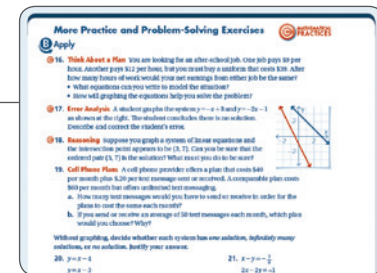 More Practice and Problem-Solving Exercises
MATHEMATICAL
PRACTICES
B Apply
16. Think About a Plan You are looking for an after-school job. One job pays $9 per
hour. Another pays $12 per hour, but you must buy a uniform that costs $39. After
how many hours of work would your net earnings from either job be the same?
• What equations can you write to model the situation?
• How will graphing the equations help you solve the problem?
17. Error Analysis A student graphs the system y = -x + 3 and y = -2x - 1
as shown at the right. The student concludes there is no solution.
Describe and correct the student's error.
18. Reasoning Suppose you graph a system of linear equations and
the intersection point appears to be (3, 7). Can you be sure that the
ordered pair (3, 7) is the solution? What must you do to be sure?
19. Cell Phone Plans A cell phone provider offers a plan that costs $40
per month plus $.20 per text message sent or received. A comparable plan costs
$60 per month but offers unlimited text messaging.
a. How many text messages would you have to send or receive in order for the
plans to cost the same each month?
b. If you send or receive an average of 50 text messages each month, which plan
would you choose? Why?
Without graphing, decide whether each system has one solution, infinitely many
solutions, or no solution. Justify your answer.
20. y = x - 4
y = x - 3
21. x - y = -
2x - 2y = -1